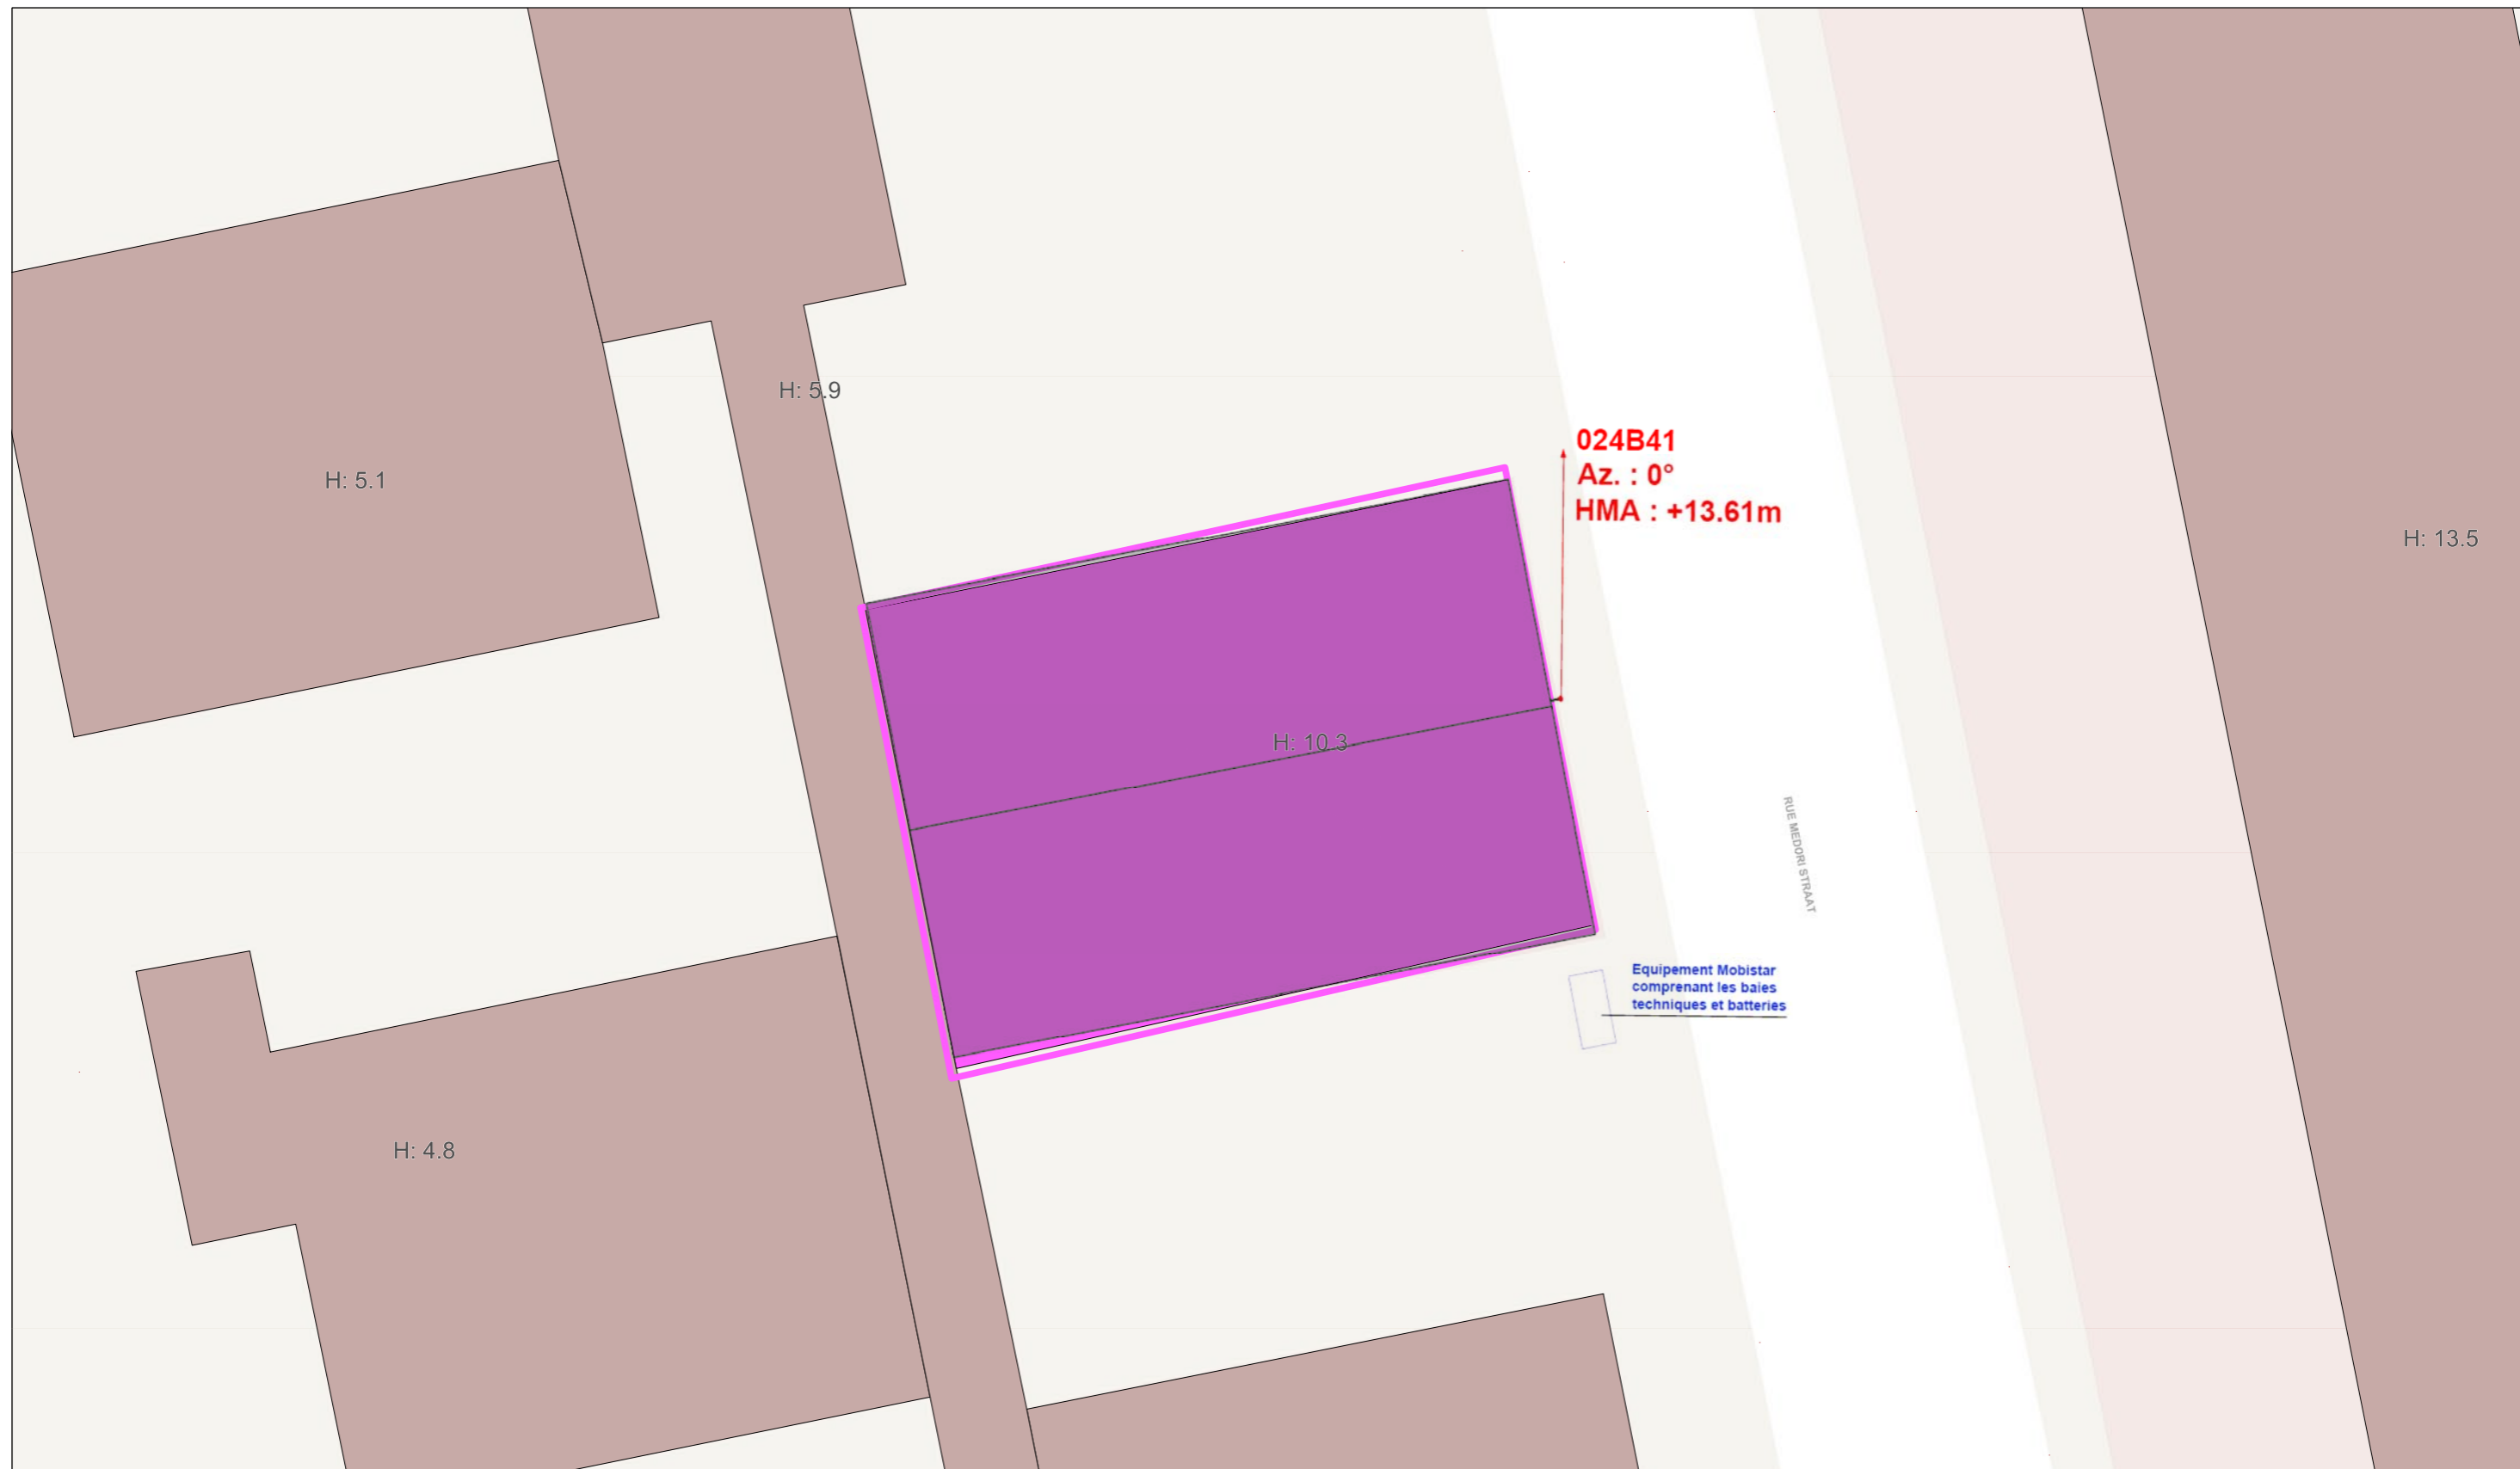 H: 5.9
024B41
Az. : 0°
H: 5.1
HMA : +13.61m
H: 13.5
H: 10.3
RUE MEDORI STRAAT
Equipement Mobistar
comprenant les baies
techniques et batteries
H: 4.8